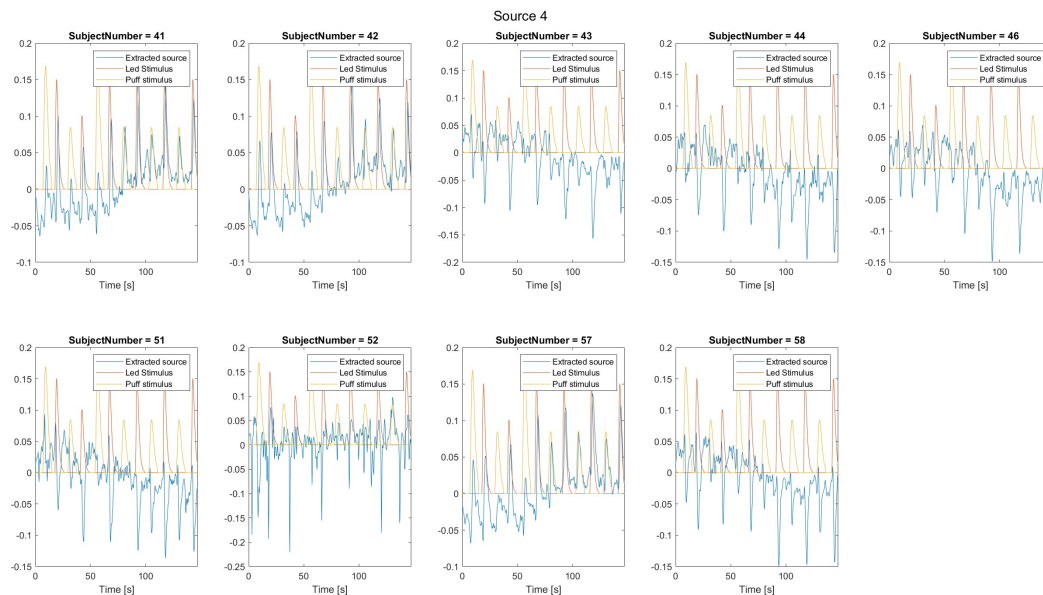 Source 4
SubjectNumber = 41
0.2
0.15
0.1
0.05
0
-0.05
-0.1
0
50
100
Time [s]
Extracted source
Led Stimulus
Puff stimulus
SubjectNumber = 42
0.2
0.15
0.1
0.05
0
-0.05
-0.1
0
50
100
Time [s]
Extracted source
Led Stimulus
Puff stimulus
SubjectNumber = 43
0.2
0.15
0.1
0.05
0
-0.05
-0.1
-0.15
-0.2
0
50
100
Time [s]
Extracted source
Led Stimulus
Puff stimulus
SubjectNumber = 44
0.2
0.15
0.1
0.05
0
-0.05
-0.1
-0.15
0
50
100
Time [s]
Extracted source
Led Stimulus
Puff stimulus
SubjectNumber = 46
0.2
0.15
0.1
0.05
0
-0.05
-0.1
-0.15
0
50
100
Time [s]
Extracted source
Led Stimulus
Puff stimulus
SubjectNumber = 51
0.2
0.15
0.1
0.05
0
-0.05
-0.1
-0.15
0
50
100
Time [s]
Extracted source
Led Stimulus
Puff stimulus
SubjectNumber = 52
0.2
0.15
0.1
0.05
0
-0.05
-0.1
-0.15
-0.2
-0.25
0
50
100
Time [s]
Extracted source
Led Stimulus
Puff stimulus
SubjectNumber = 57
0.2
0.15
0.1
0.05
0
-0.05
-0.1
0
50
100
Time [s]
Extracted source
Led Stimulus
Puff stimulus
SubjectNumber = 58
0.2
0.15
0.1
0.05
0
-0.05
-0.1
-0.15
0
50
100
Time [s]
Extracted source
Led Stimulus
Puff stimulus